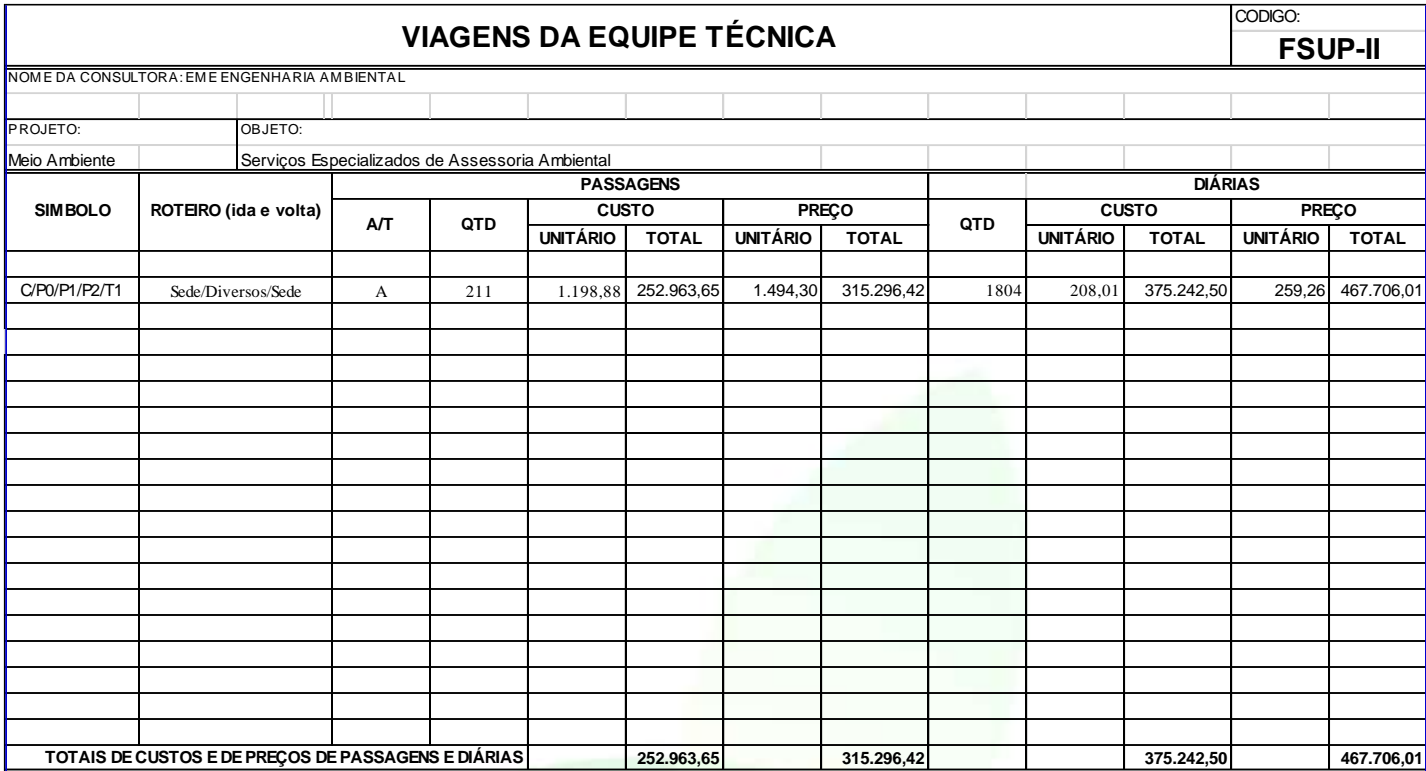 VIAGENS DA EQUIPE TÉCNICA
CODIGO:
FSUP-II
NOME DA CONSULTORA: EME ENGENHARIA AMBIENTAL
PROJETO: OBJETO:
Meio Ambiente Serviços Especializados de Assessoria Ambiental
SIMBOLO ROTEIRO (ida e volta) PASSAGENS DIÁRIAS
A/T QTD CUSTO PREÇO QTD CUSTO PREÇO
UNITÁRIO TOTAL UNITÁRIO TOTAL UNITÁRIO TOTAL UNITÁRIO TOTAL
C/P0/P1/P2/T1 Sede/Diversos/Sede A 211 1.198,88 252.963,65 1.494,30 315.296,42 1804 208,01 375.242,50 259,26 467.706,01
TOTAIS DE CUSTOS E DE PREÇOS DE PASSAGENS E DIÁRIAS 252.963,65 315.296,42 375.242,50 467.706,01